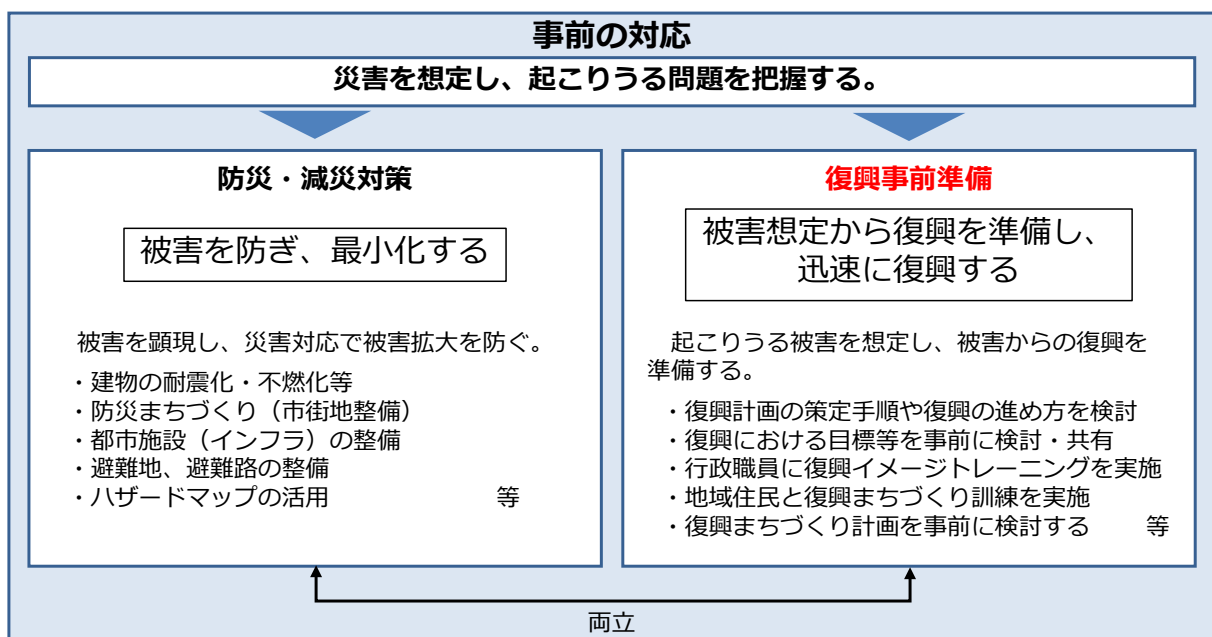 事前の対応
災害を想定し、起こりうる問題を把握する。
防災・減災対策
被害を防ぎ、最小化する
被害を顕現し、災害対応で被害拡大を防ぐ。
・建物の耐震化・不燃化等
・防災まちづくり（市街地整備）
・都市施設（インフラ）の整備
・避難地、避難路の整備
・ハザードマップの活用　等
復興事前準備
被害想定から復興を準備し、
迅速に復興する
起こりうる被害を想定し、被害からの復興を
準備する。
・復興計画の策定手順や復興の進め方を検討
・復興における目標等を事前に検討・共有
・行政職員に復興イメージトレーニングを実施
・地域住民と復興まちづくり訓練を実施
・復興まちづくり計画を事前に検討する　等
両立